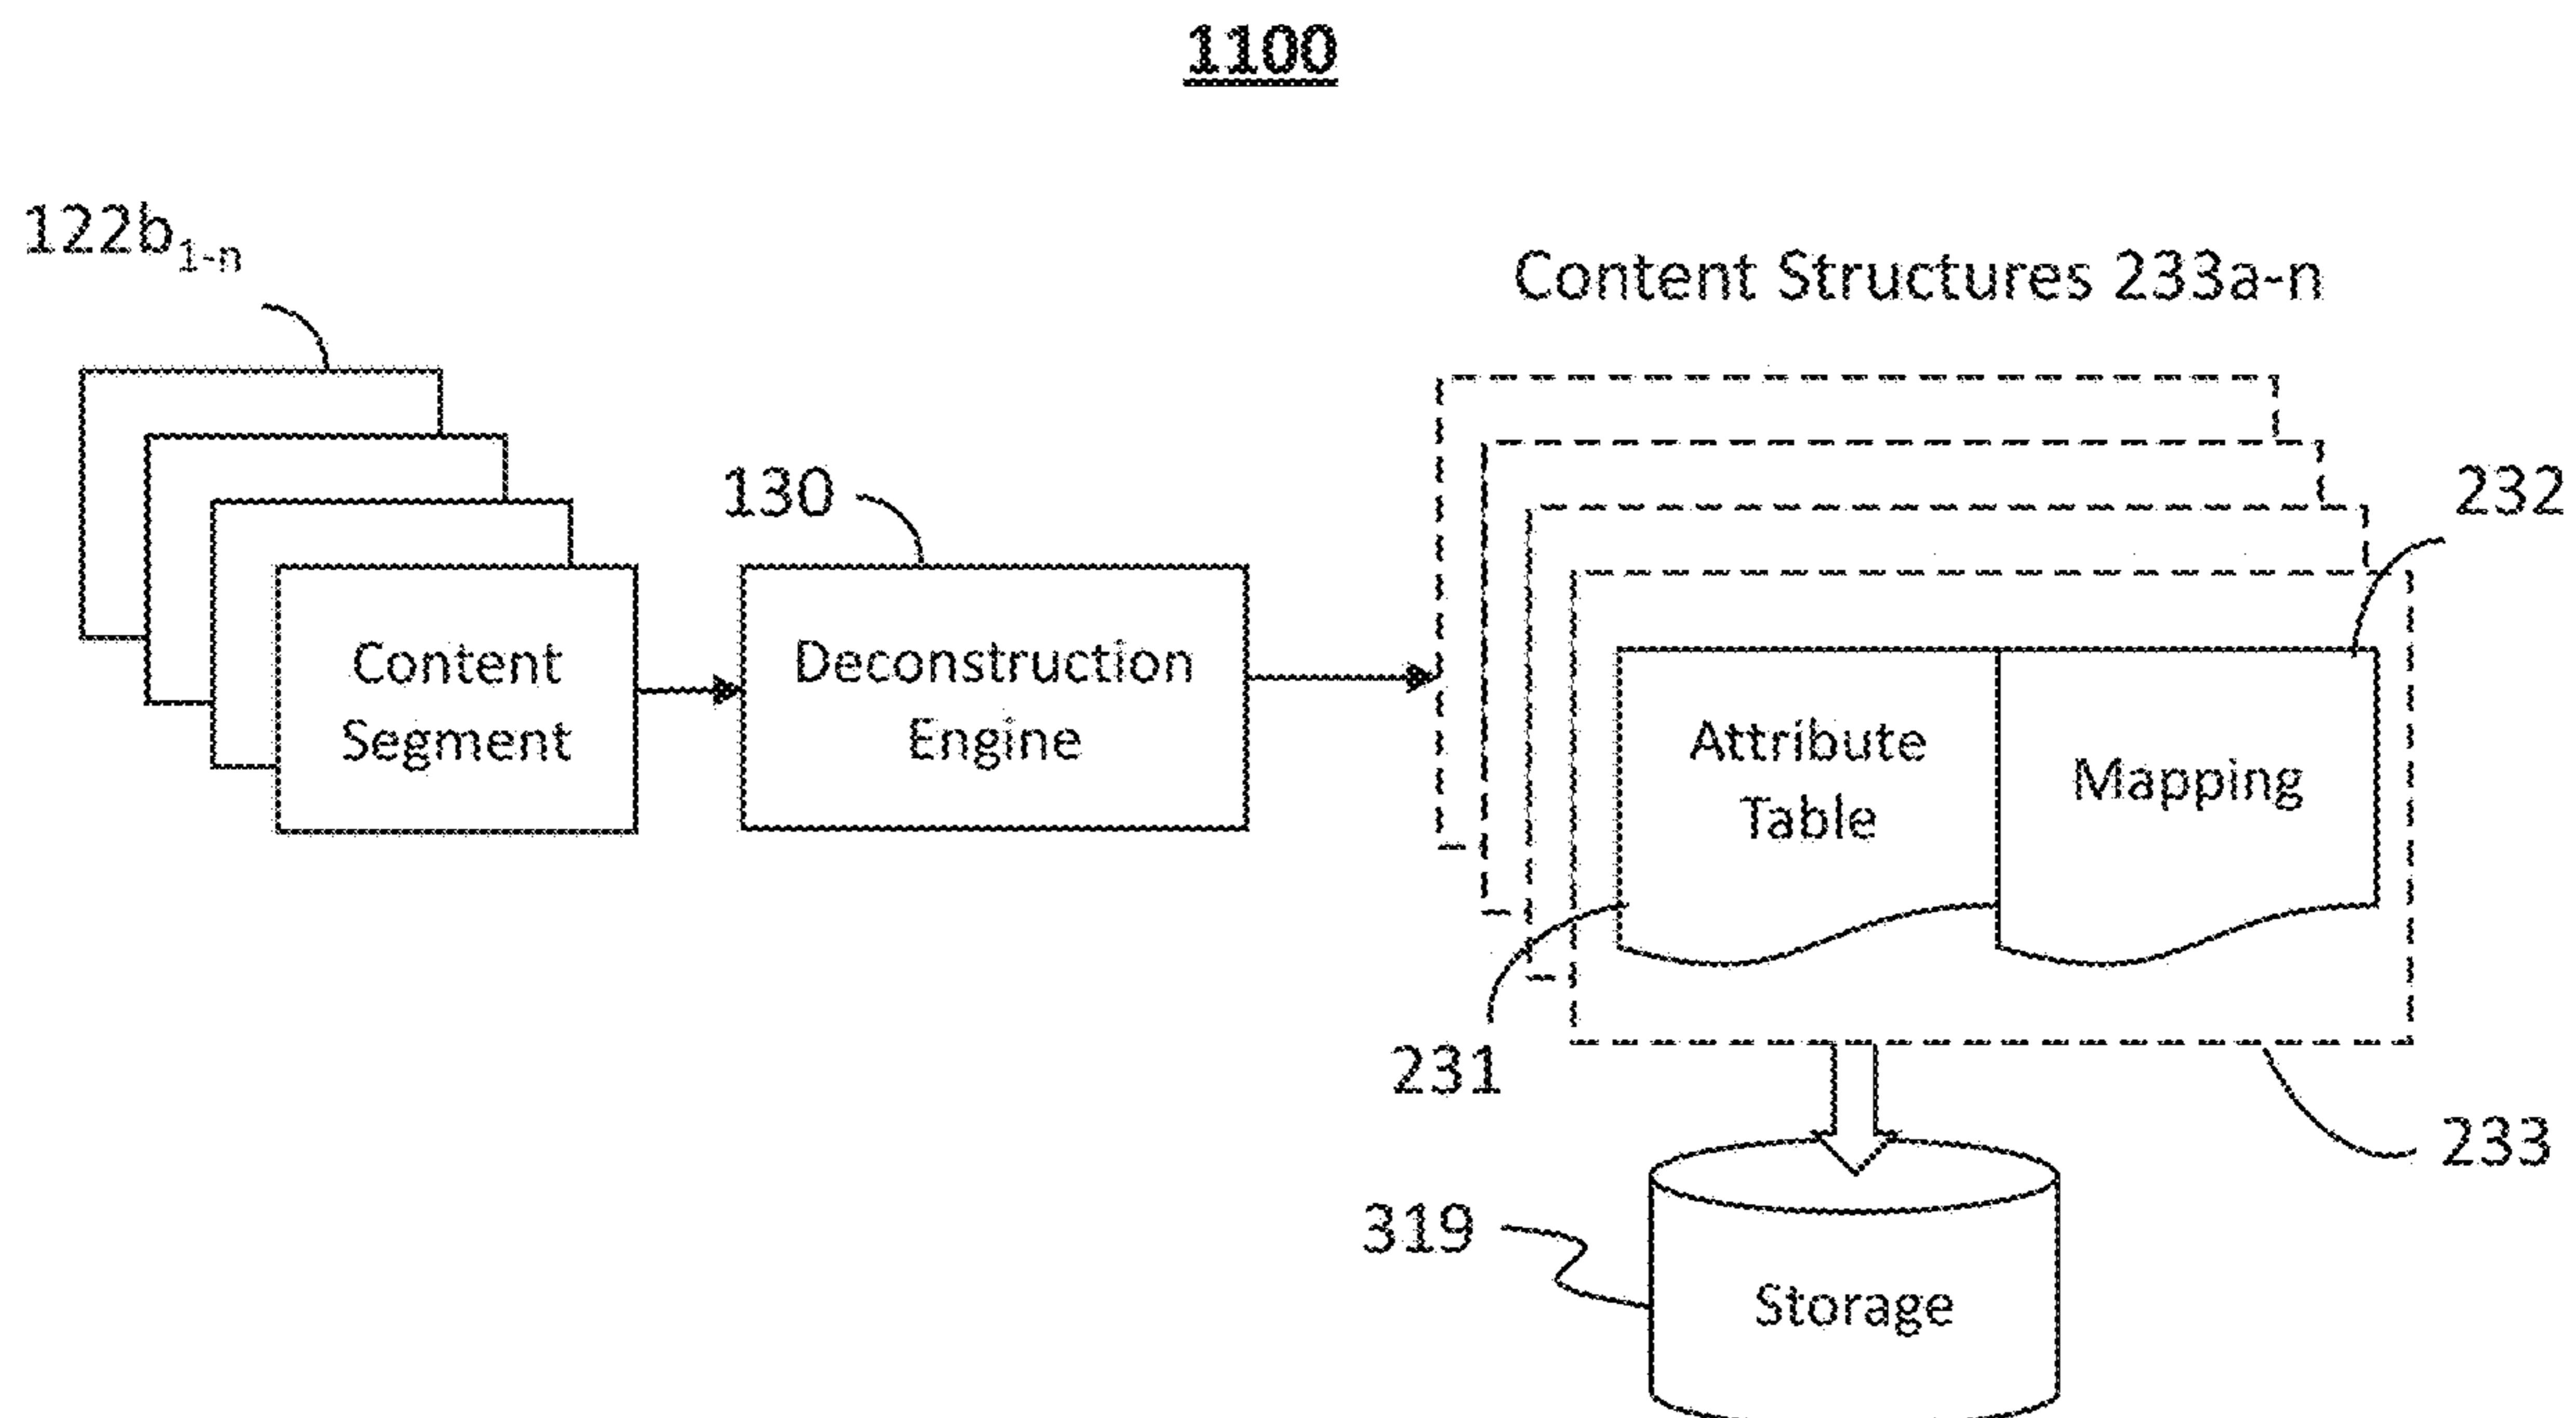 1100
122b1-n
Content Structures 233a-n
130
232
Content
Segment
Deconstruction
Engine
Attribute
Table
Mapping
231
233
319
Storage